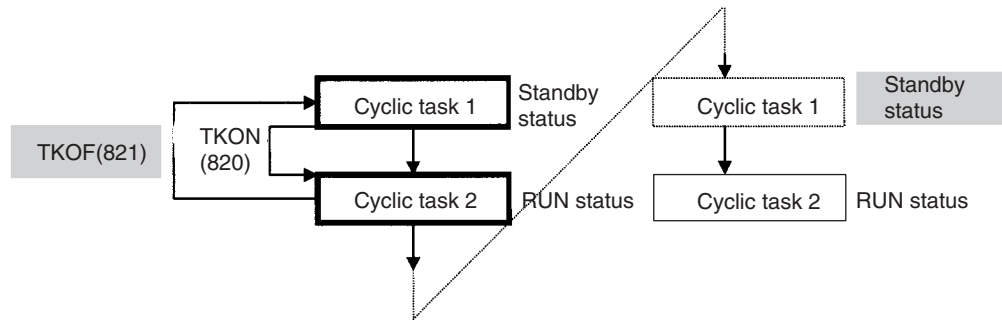 Cyclic task 1
Standby
status
TKOF(821)
TKON
(820)
Cyclic task 2
RUN status
Cyclic task 1
Standby
status
Cyclic task 2
RUN status